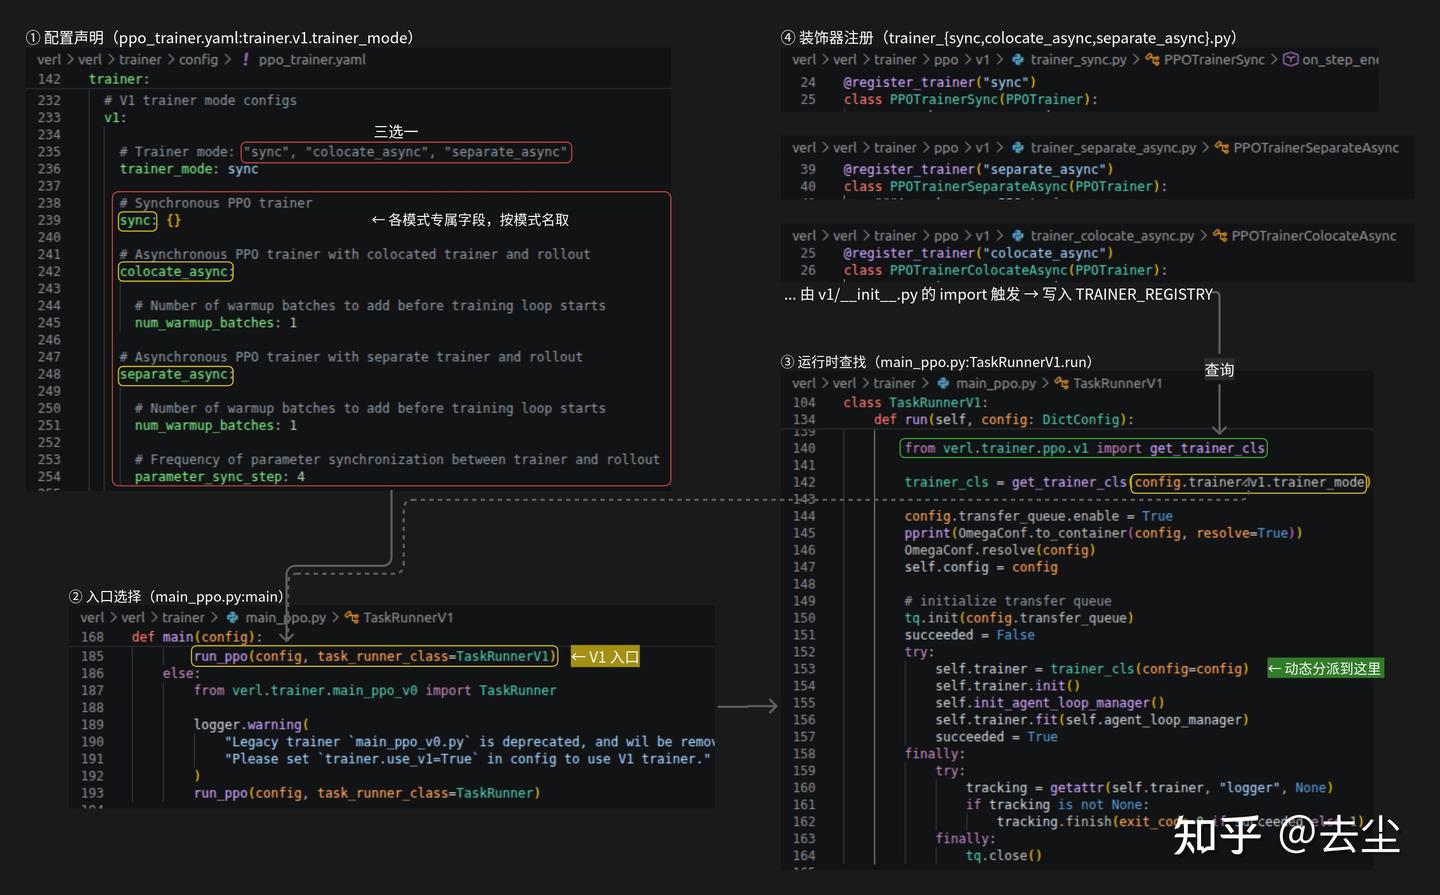 ① 配置声明（ppo_trainer.yaml:trainer.v1.trainer_mode）
verl > verl > trainer > config > ! ppo_trainer.yaml
142 trainer:
232 # V1 trainer mode configs
233 v1:
234
三选一
235 # Trainer mode: "sync", "colocate_async", "separate_async"
236 trainer_mode: sync
237
238 # Synchronous PPO trainer
239 sync: {}
← 各模式专属字段，按模式名取
240
241 # Asynchronous PPO trainer with colocated trainer and rollout
242 colocate_async:
243
244 # Number of warmup batches to add before training loop starts
245 num_warmup_batches: 1
246
247 # Asynchronous PPO trainer with separate trainer and rollout
248 separate_async:
249
250 # Number of warmup batches to add before training loop starts
251 num_warmup_batches: 1
252
253 # Frequency of parameter synchronization between trainer and rollout
254 parameter_sync_step: 4
② 入口选择（main_ppo.py:main）
verl > verl > trainer > main_ppo.py > TaskRunnerV1
168 def main(config):
185 run_ppo(config, task_runner_class=TaskRunnerV1)
← V1 入口
186 else:
187 from verl.trainer.main_ppo_v0 import TaskRunner
188
189 logger.warning(
190 "Legacy trainer `main_ppo_v0.py` is deprecated, and wil be remov
191 "Please set `trainer.use_v1=True` in config to use V1 trainer."
192 )
193 run_ppo(config, task_runner_class=TaskRunner)
④ 装饰器注册（trainer_{sync,colocate_async,separate_async}.py）
verl > verl > trainer > ppo > v1 > trainer_sync.py > PPOTrainerSync > on_step_enc
24 @register_trainer("sync")
25 class PPOTrainerSync(PPOTrainer):
verl > verl > trainer > ppo > v1 > trainer_separate_async.py > PPOTrainerSeparateAsync
39 @register_trainer("separate_async")
40 class PPOTrainerSeparateAsync(PPOTrainer):
verl > verl > trainer > ppo > v1 > trainer_colocate_async.py > PPOTrainerColocateAsync
25 @register_trainer("colocate_async")
26 class PPOTrainerColocateAsync(PPOTrainer):
... 由 v1/__init__.py 的 import 触发 → 写入 TRAINER_REGISTRY
查询
③ 运行时查找（main_ppo.py:TaskRunnerV1.run）
verl > verl > trainer > main_ppo.py > TaskRunnerV1
104 class TaskRunnerV1:
134 def run(self, config: DictConfig):
139
140 from verl.trainer.ppo.v1 import get_trainer_cls
141
142 trainer_cls = get_trainer_cls(config.trainer.v1.trainer_mode)
143
144 config.transfer_queue.enable = True
145 pprint(OmegaConf.to_container(config, resolve=True))
146 OmegaConf.resolve(config)
147 self.config = config
148
149 # initialize transfer queue
150 tq.init(config.transfer_queue)
151 succeeded = False
152 try:
153 self.trainer = trainer_cls(config=config)
← 动态分派到这里
154 self.trainer.init()
155 self.init_agent_loop_manager()
156 self.trainer.fit(self.agent_loop_manager)
157 succeeded = True
158 finally:
159 try:
160 tracking = getattr(self.trainer, "logger", None)
161 if tracking is not None:
162 tracking.finish(exit_code=0 if succeeded else 1)
163 finally:
164 tq.close()
知乎 @去尘